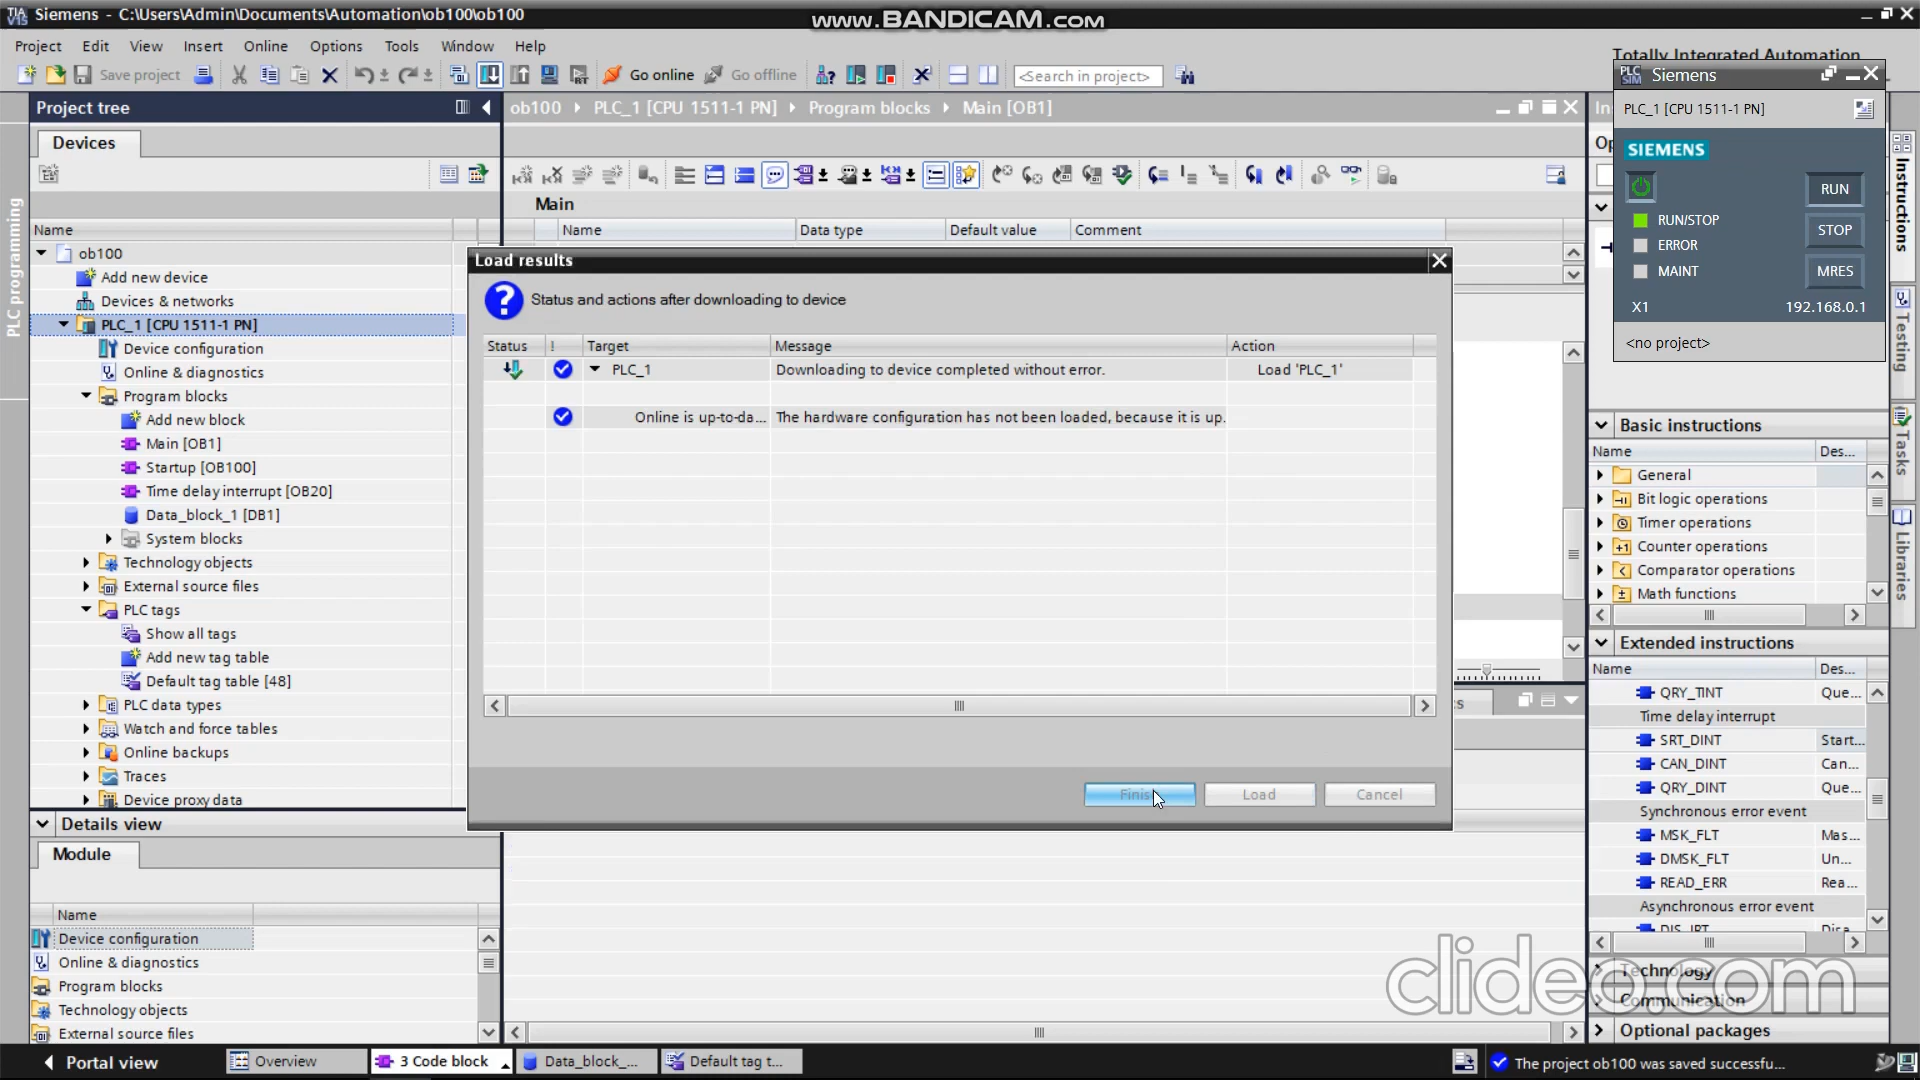 Siemens - C:\Users\Admin\Documents\Automation\ob100\ob100
www.BANDICAM.com
Project Edit View Insert Online Options Tools Window Help
Totally Integrated Automation
Save project
Go online
Go offline
<Search in project>
Project tree
ob100 PLC_1 [CPU 1511-1 PN] Program blocks Main [OB1]
Devices
PLC programming
Main
Name
Name Data type Default value Comment
ob100
Add new device
Devices & networks
PLC_1 [CPU 1511-1 PN]
Device configuration
Online & diagnostics
Program blocks
Add new block
Main [OB1]
Startup [OB100]
Time delay interrupt [OB20]
Data_block_1 [DB1]
System blocks
Technology objects
External source files
PLC tags
Show all tags
Add new tag table
Default tag table [48]
PLC data types
Watch and force tables
Online backups
Traces
Device proxy data
Details view
Module
Name
Device configuration
Online & diagnostics
Program blocks
Technology objects
External source files
Load results
Status and actions after downloading to device
Status ! Target Message Action
PLC_1 Downloading to device completed without error. Load 'PLC_1'
Online is up-to-da... The hardware configuration has not been loaded, because it is up.
Load
Cancel
PLC SIM Siemens
PLC_1 [CPU 1511-1 PN]
SIEMENS
RUN
RUN/STOP
STOP
ERROR
MAINT
MRES
X1 192.168.0.1
<no project>
Basic instructions
Name Des...
General
Bit logic operations
Timer operations
Counter operations
Comparator operations
Math functions
Extended instructions
Name Des...
QRY_TINT Que...
Time delay interrupt
SRT_DINT Start...
CAN_DINT Can...
QRY_DINT Que...
Synchronous error event
MSK_FLT Mas...
DMSK_FLT Un...
READ_ERR Rea...
Asynchronous error event
Technology
Communication
Optional packages
Instructions
Testing
Tasks
Libraries
clideo.com
Portal view
Overview
3 Code block
Data_block_...
Default tag t...
The project ob100 was saved successfu...